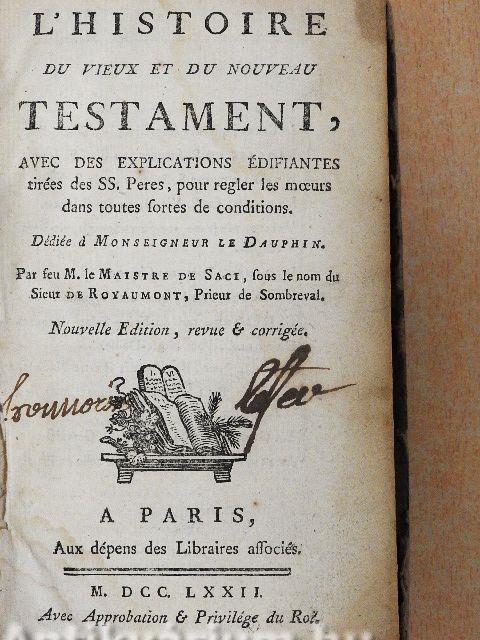 L'HISTOIRE
DU VIEUX ET DU NOUVEAU
TESTAMENT,
AVEC DES EXPLICATIONS ÉDIFIANTES
tirées des SS. Peres, pour regler les mœurs
dans toutes ſortes de conditions.
Dédiée à MONSEIGNEUR LE DAUPHIN.
Par feu M. le MAISTRE DE SACI, ſous le nom du
Sieur DE ROYAUMONT, Prieur de Sombreval.
Nouvelle Edition, revue & corrigée.
A PARIS,
Aux dépens des Libraires aſſociés.
M. DCC. LXXII.
Avec Approbation & Privilége du Roi.